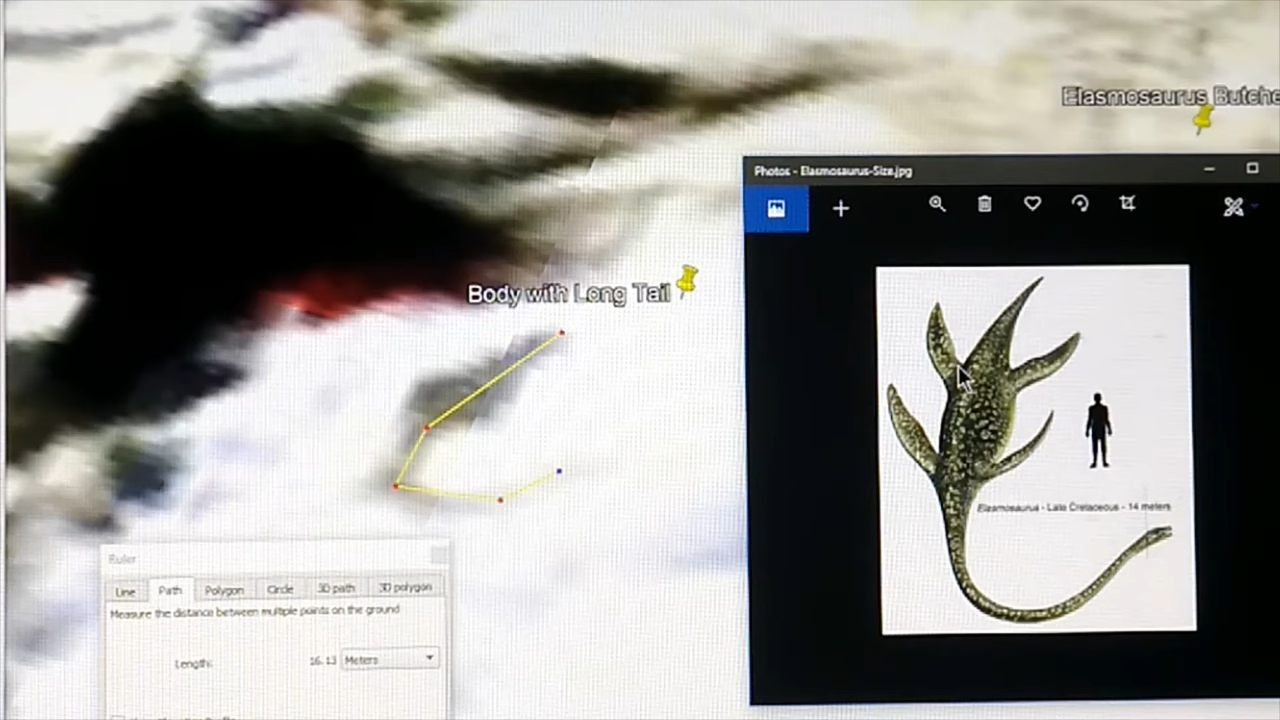 Elasmosaurus Butche
Photos - Elasmosaurus-Size.jpg
Body with Long Tail
Elasmosaurus - Late Cretaceous - 14 meters
Ruler
Line Path Polygon Circle 3D path 3D polygon
Measure the distance between multiple points on the ground
Length: 16.13 Meters